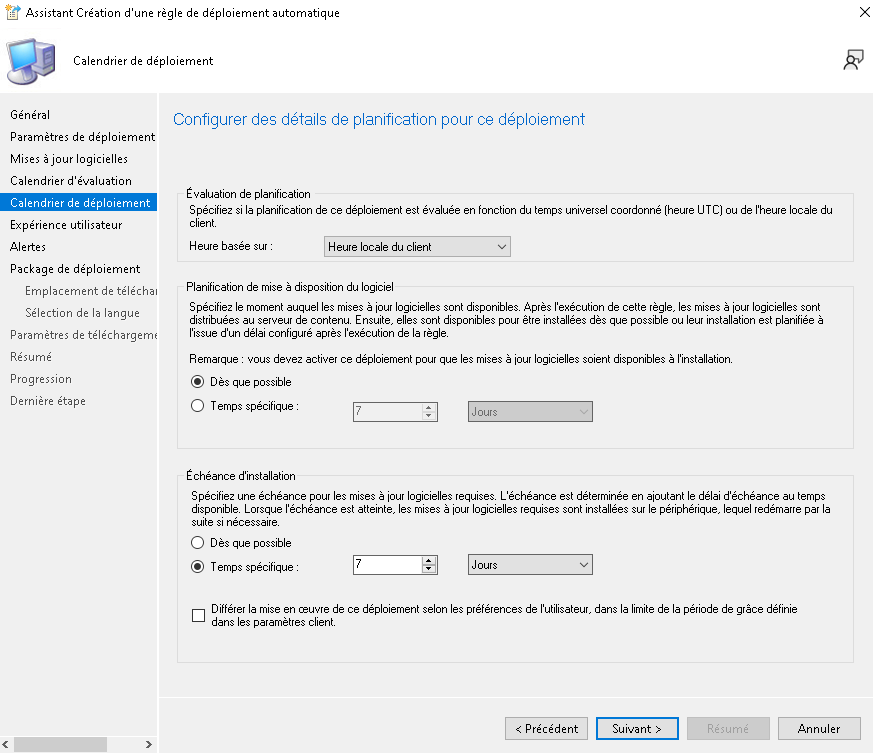 Assistant Création d'une règle de déploiement automatique
Calendrier de déploiement
Général
Paramètres de déploiement
Mises à jour logicielles
Calendrier d'évaluation
Calendrier de déploiement
Expérience utilisateur
Alertes
Package de déploiement
Emplacement de téléchar
Sélection de la langue
Paramètres de téléchargeme
Résumé
Progression
Dernière étape
Configurer des détails de planification pour ce déploiement
Évaluation de planification
Spécifiez si la planification de ce déploiement est évaluée en fonction du temps universel coordonné (heure UTC) ou de l'heure locale du
client.
Heure basée sur :
Heure locale du client
Planification de mise à disposition du logiciel
Spécifiez le moment auquel les mises à jour logicielles sont disponibles. Après l'exécution de cette règle, les mises à jour logicielles sont
distribuées au serveur de contenu. Ensuite, elles sont disponibles pour être installées dès que possible ou leur installation est planifiée à
l'issue d'un délai configuré après l'exécution de la règle.
Remarque : vous devez activer ce déploiement pour que les mises à jour logicielles soient disponibles à l'installation.
Dès que possible
Temps spécifique :
7
Jours
Échéance d'installation
Spécifiez une échéance pour les mises à jour logicielles requises. L'échéance est déterminée en ajoutant le délai d'échéance au temps
disponible. Lorsque l'échéance est atteinte, les mises à jour logicielles requises sont installées sur le périphérique, lequel redémarre par la
suite si nécessaire.
Dès que possible
Temps spécifique :
7
Jours
Différer la mise en œuvre de ce déploiement selon les préférences de l'utilisateur, dans la limite de la période de grâce définie
dans les paramètres client.
< Précédent
Suivant >
Résumé
Annuler